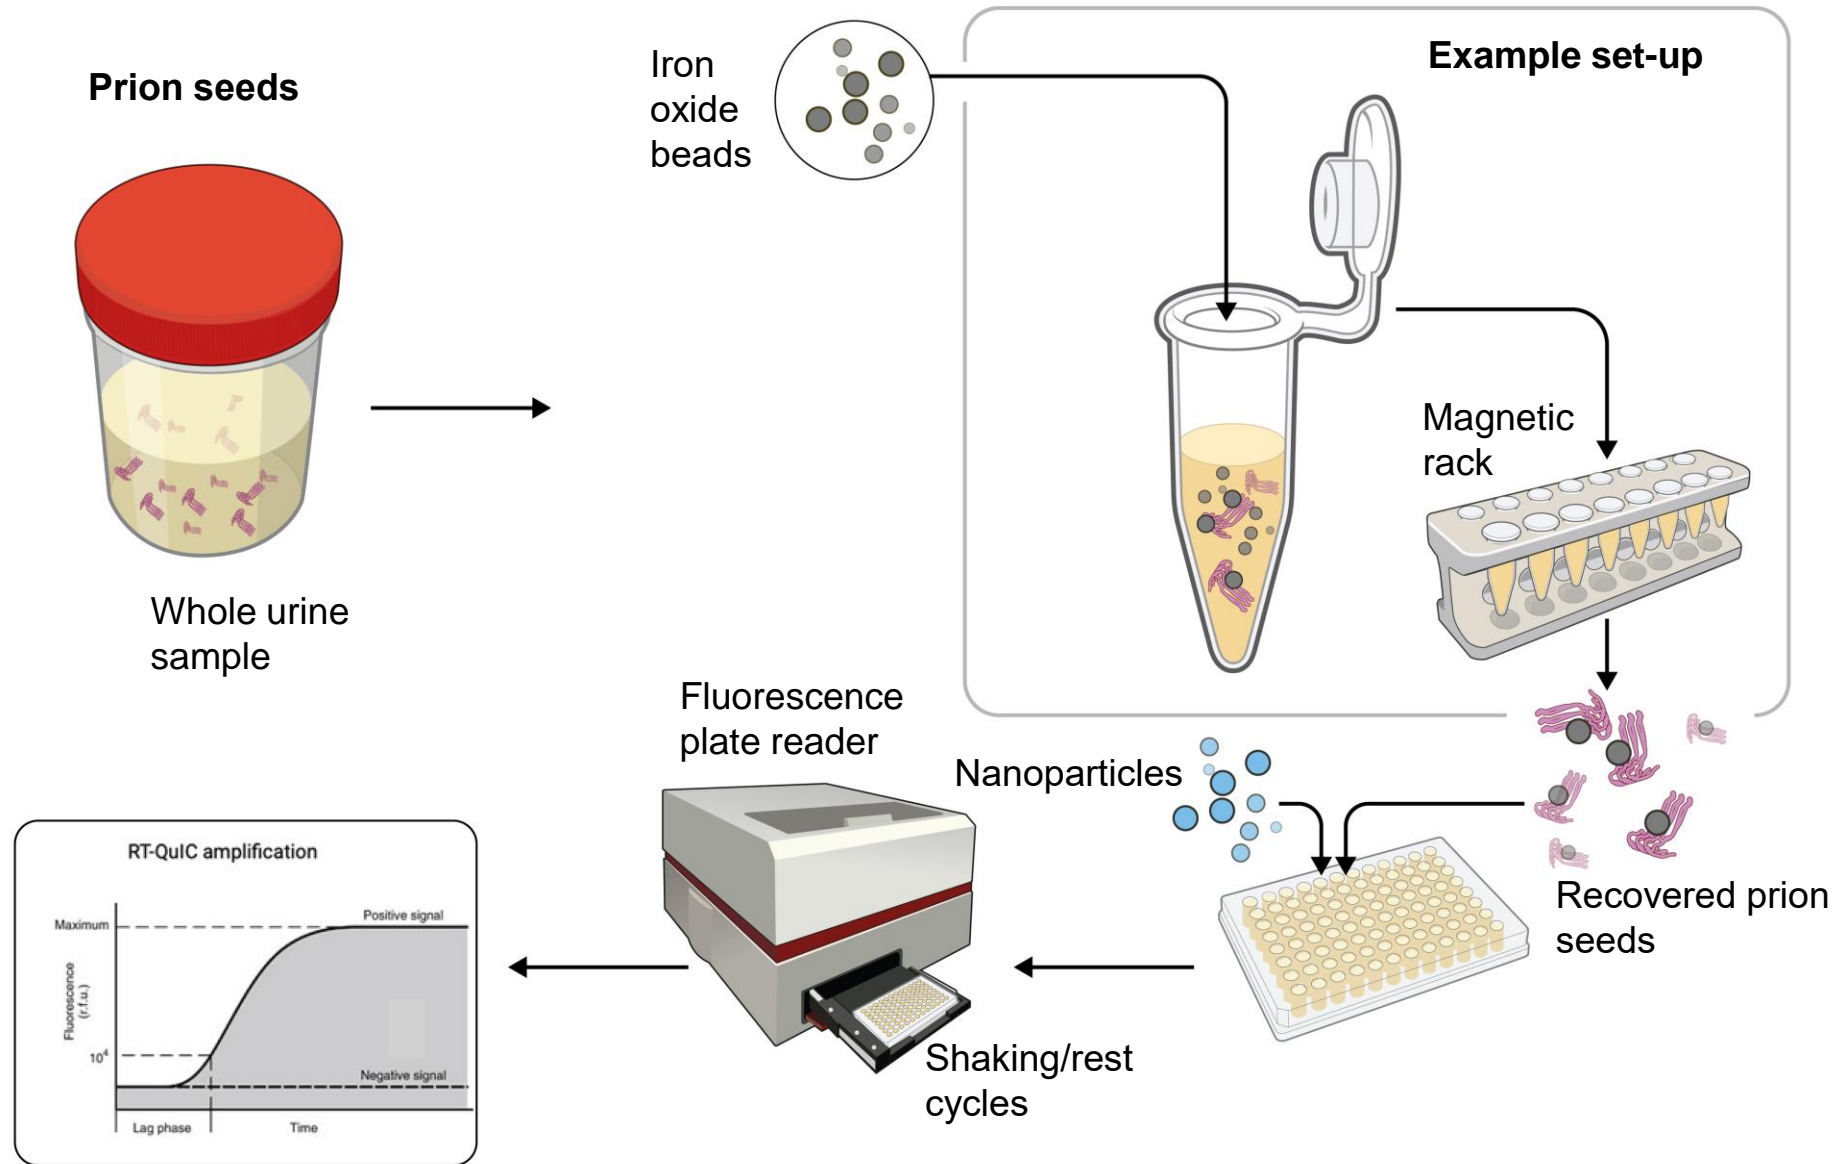 Prion seeds
Whole urine
sample
Iron
oxide
beads
Example set-up
Magnetic
rack
Recovered prion
seeds
Nanoparticles
Fluorescence
plate reader
Shaking/rest
cycles
RT-QuIC amplification
Maximum
Positive signal
Fluorescence
(r.f.u.)
10⁴
Negative signal
Lag phase
Time